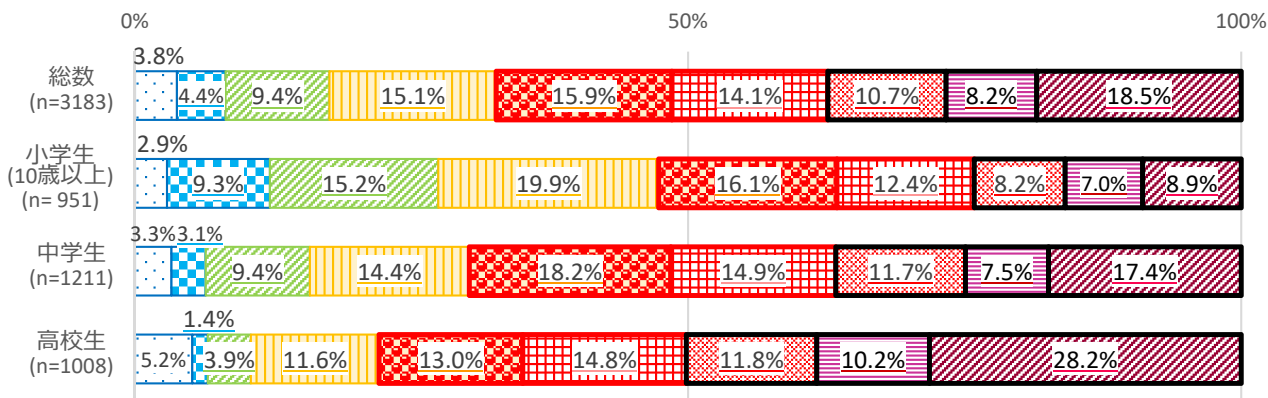 0% 50% 100%
3.8%
総数
(n=3183)
4.4% 9.4% 15.1% 15.9% 14.1% 10.7% 8.2% 18.5%
2.9%
小学生
(10歳以上)
(n= 951)
9.3% 15.2% 19.9% 16.1% 12.4% 8.2% 7.0% 8.9%
3.3% 3.1%
中学生
(n=1211)
9.4% 14.4% 18.2% 14.9% 11.7% 7.5% 17.4%
1.4%
高校生
(n=1008)
5.2% 3.9% 11.6% 13.0% 14.8% 11.8% 10.2% 28.2%